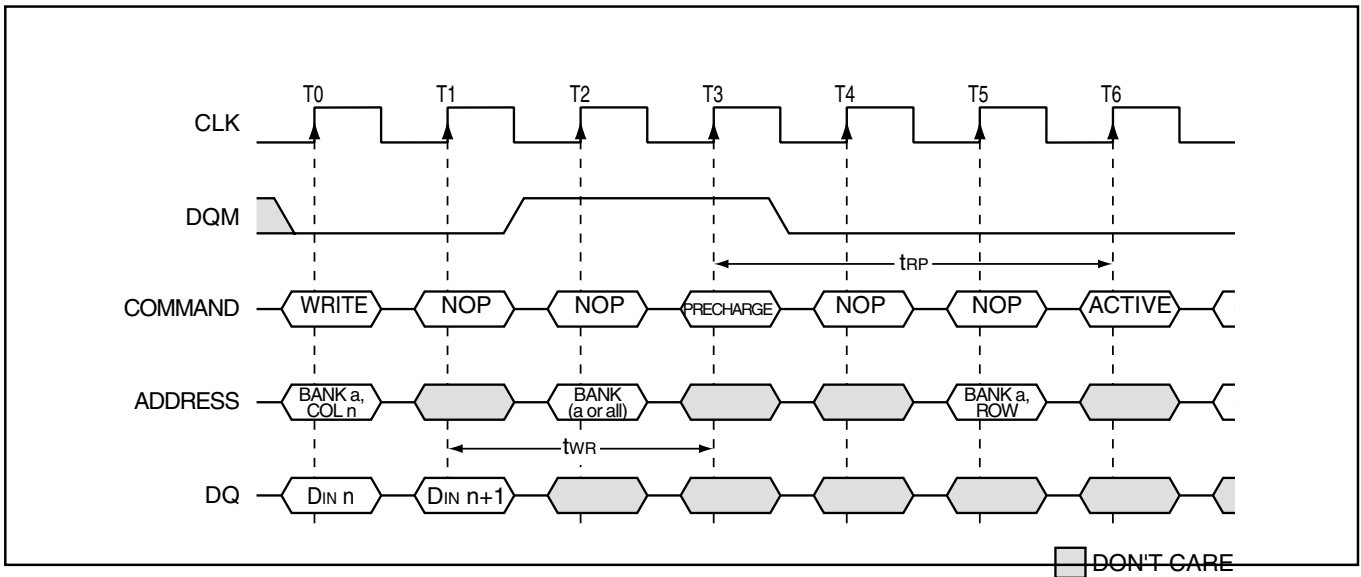 T0 T1 T2 T3 T4 T5 T6
CLK
DQM
tRP
COMMAND WRITE NOP NOP PRECHARGE NOP NOP ACTIVE
BANK a, BANK BANK a,
ADDRESS
COL n (a or all) ROW
tWR
DQ DIN n DIN n+1
DON'T CARE